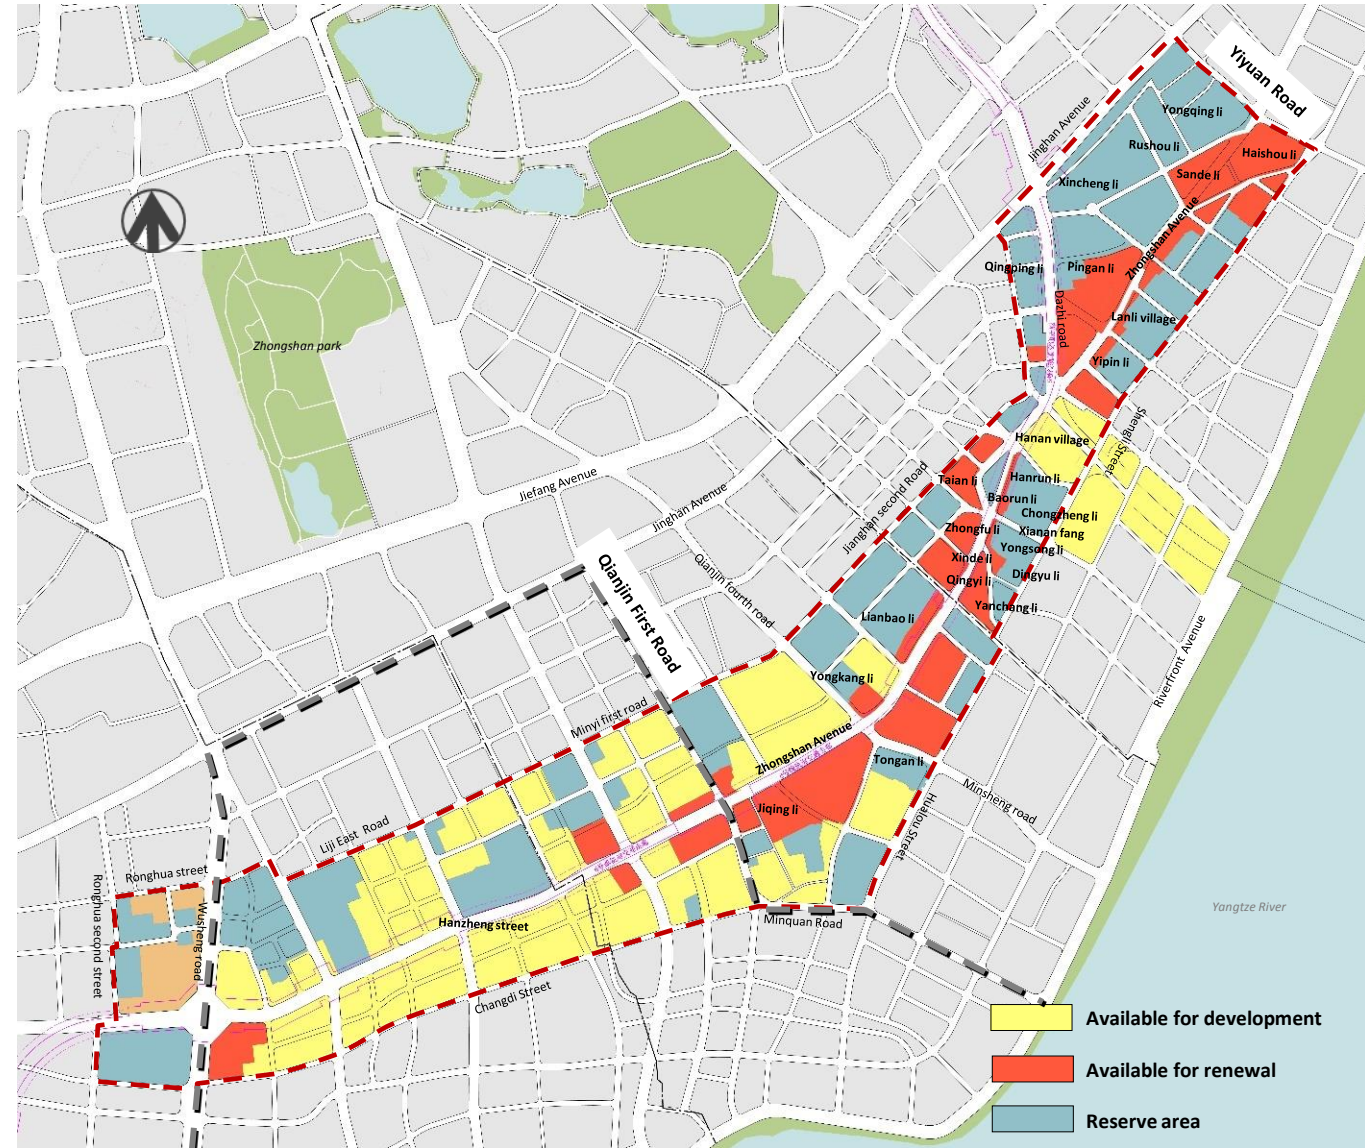 Yiyuan Road
Jinghan Avenue
Yongqing li
Rushou li
Haishou li
Sande li
Xincheng li
Zhongshan Avenue
Qingping li
Pingan li
Dazhi road
Lanli village
Zhongshan park
Yipin li
Shengli Street
Hanan village
Jiefang Avenue
Jinghan Avenue
Jianghan second Road
Taian li
Hanrun li
Baorun li
Chongzheng li
Zhongfu li
Xianan fang
Yongsong li
Xinde li
Dingyu li
Qingyi li
Yanchang li
Qianjin First Road
Qianjin fourth road
Lianbao li
Yongkang li
Riverfront Avenue
Minyi first road
Zhongshan Avenue
Tongan li
Minsheng road
Jiqing li
Hualou Street
Liji East Road
Ronghua street
Ronghua second street
Wusheng road
Hanzheng street
Minquan Road
Yangtze River
Changdi Street
Available for development
Available for renewal
Reserve area